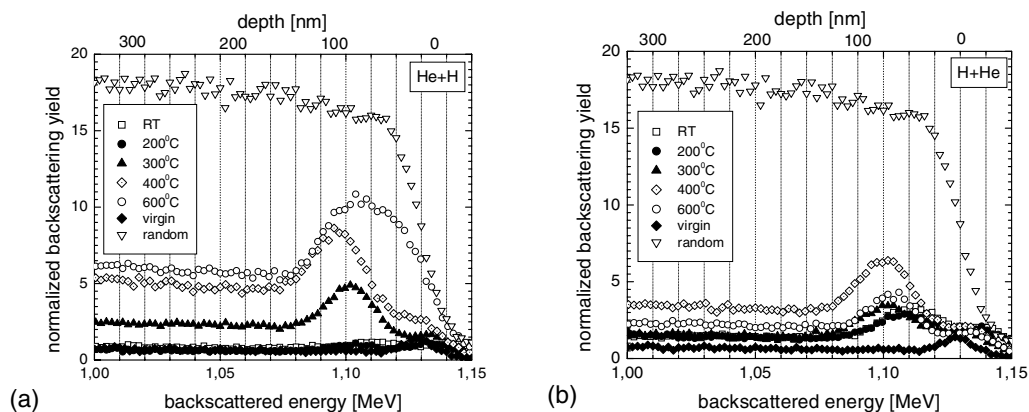 depth [nm]
300 200 100 0
20
15
10
5
0
normalized backscattering yield
He+H
RT
200⁰C
300⁰C
400⁰C
600⁰C
virgin
random
1,00 1,05 1,10 1,15
backscattered energy [MeV]
(a)
depth [nm]
300 200 100 0
20
15
10
5
0
normalized backscattering yield
H+He
RT
200⁰C
300⁰C
400⁰C
600⁰C
virgin
random
1,00 1,05 1,10 1,15
backscattered energy [MeV]
(b)